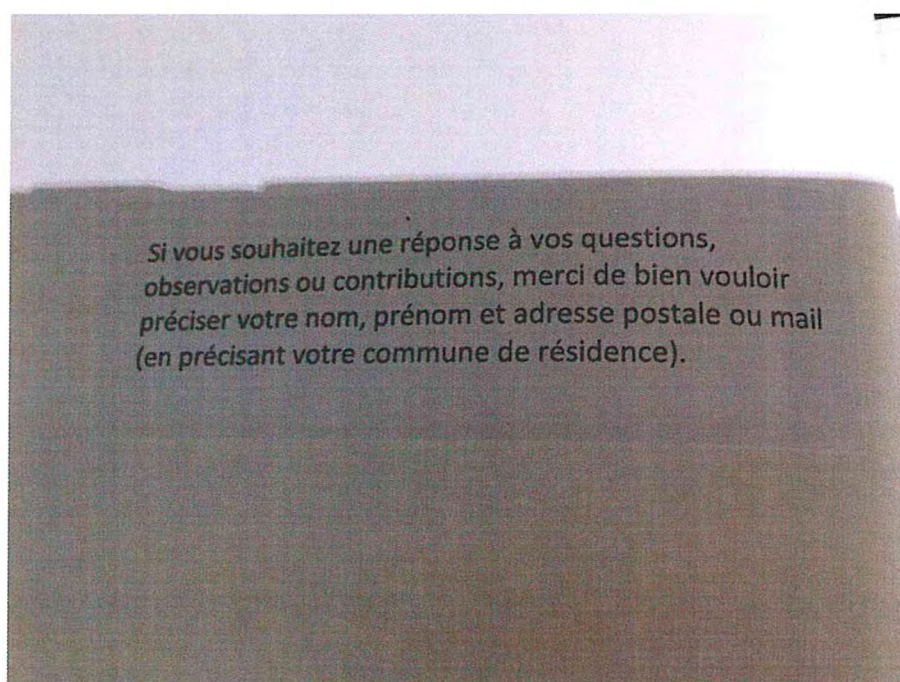 Si vous souhaitez une réponse à vos questions,
observations ou contributions, merci de bien vouloir
préciser votre nom, prénom et adresse postale ou mail
(en précisant votre commune de résidence).